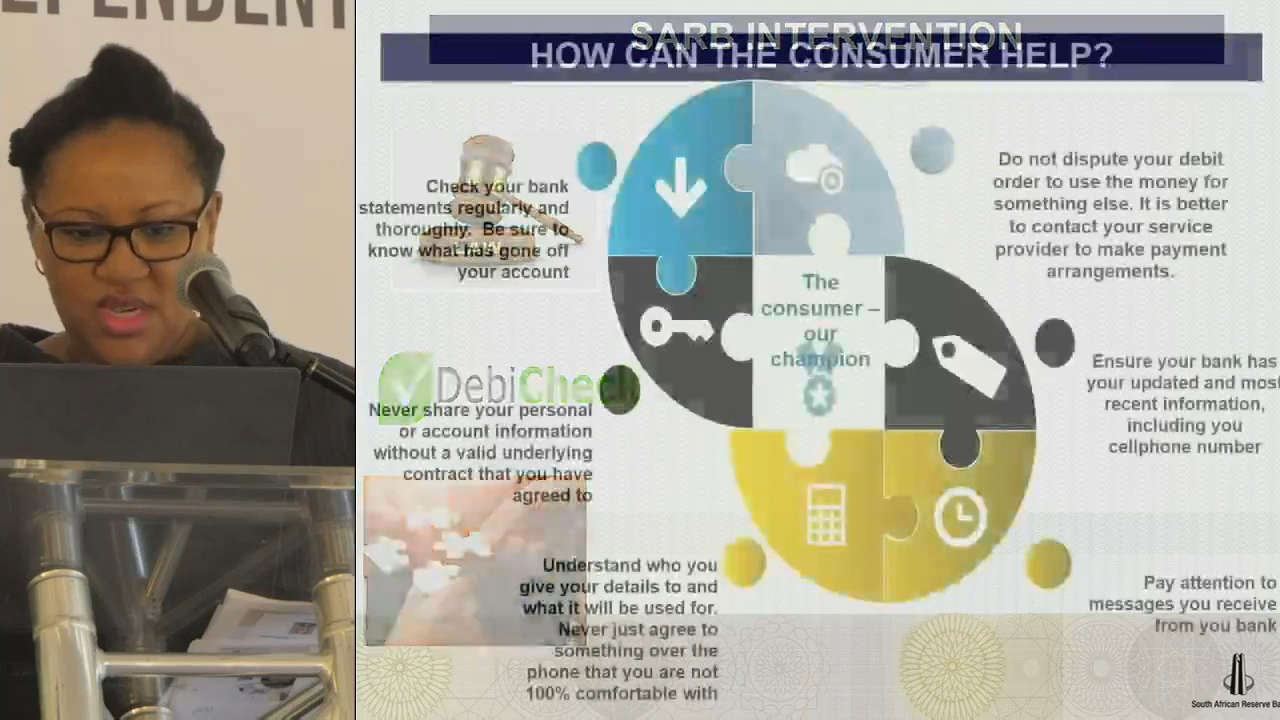 EPENDENT
SARB INTERVENTION
HOW CAN THE CONSUMER HELP?
Check your bank
statements regularly and
thoroughly. Be sure to
know what has gone off
your account
Do not dispute your debit
order to use the money for
something else. It is better
to contact your service
provider to make payment
arrangements.
The
consumer –
our
champion
Ensure your bank has
your updated and most
recent information,
including you
cellphone number
DebiCheck
Never share your personal
or account information
without a valid underlying
contract that you have
agreed to
Understand who you
give your details to and
what it will be used for.
Never just agree to
something over the
phone that you are not
100% comfortable with
Pay attention to
messages you receive
from you bank
South African Reserve Ba